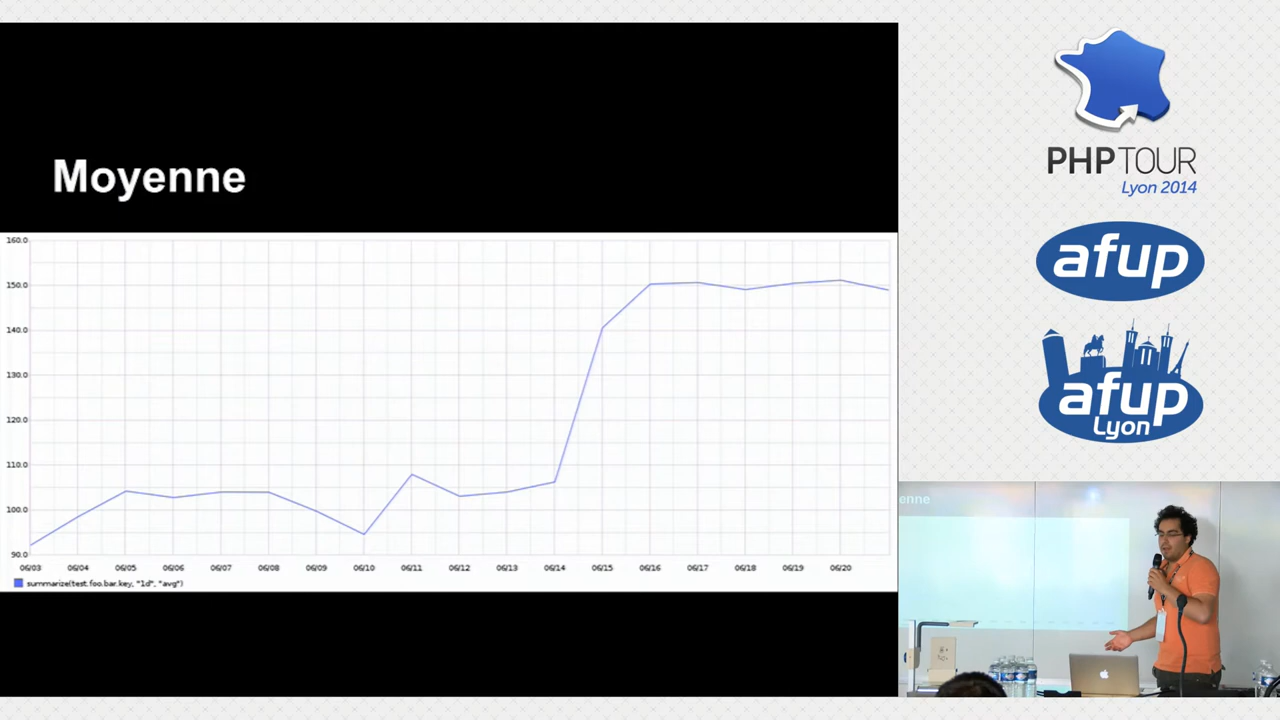 Moyenne
160.0
150.0
140.0
130.0
120.0
110.0
100.0
90.0
06/03 06/04 06/05 06/06 06/07 06/08 06/09 06/10 06/11 06/12 06/13 06/14 06/15 06/16 06/17 06/18 06/19 06/20
summarize(test.foo.bar.key, "1d", "avg")
PHP TOUR
Lyon 2014
afup
afup
Lyon
enne